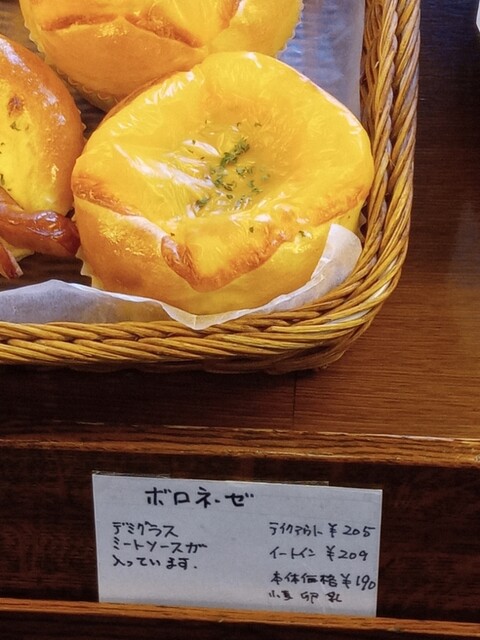 ボロネーゼ
デミグラス
ミートソースが
入っています.
テイクアウト ¥205
イートイン ¥209
本体価格 ¥190
小麦 卵 乳